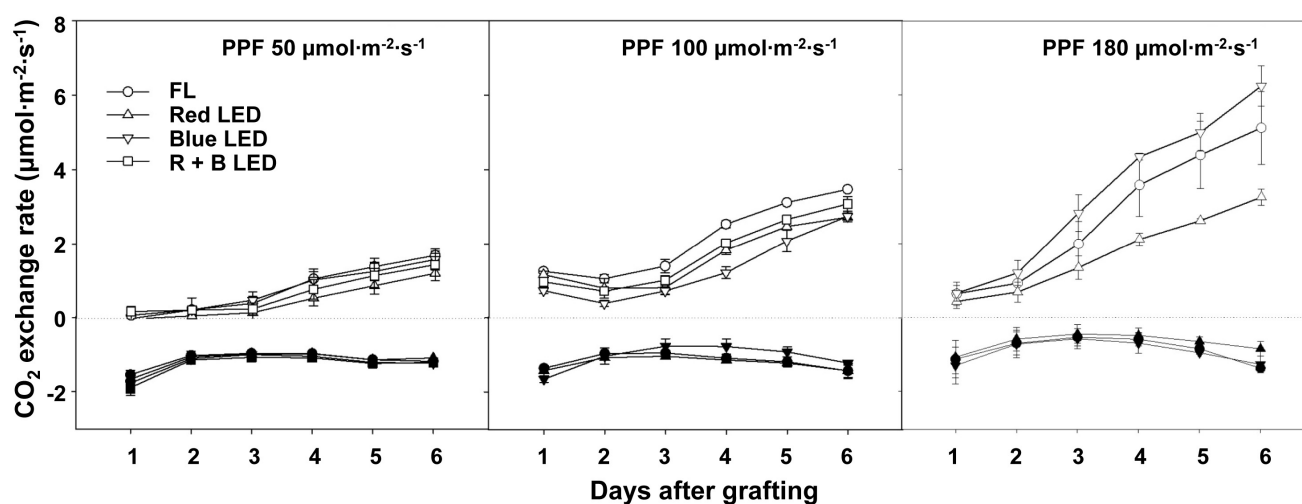 CO₂ exchange rate (μmol·m⁻²·s⁻¹)
8
6
4
2
0
-2
PPF 50 μmol·m⁻²·s⁻¹
PPF 100 μmol·m⁻²·s⁻¹
PPF 180 μmol·m⁻²·s⁻¹
FL
Red LED
Blue LED
R + B LED
1 2 3 4 5 6
1 2 3 4 5 6
1 2 3 4 5 6
Days after grafting